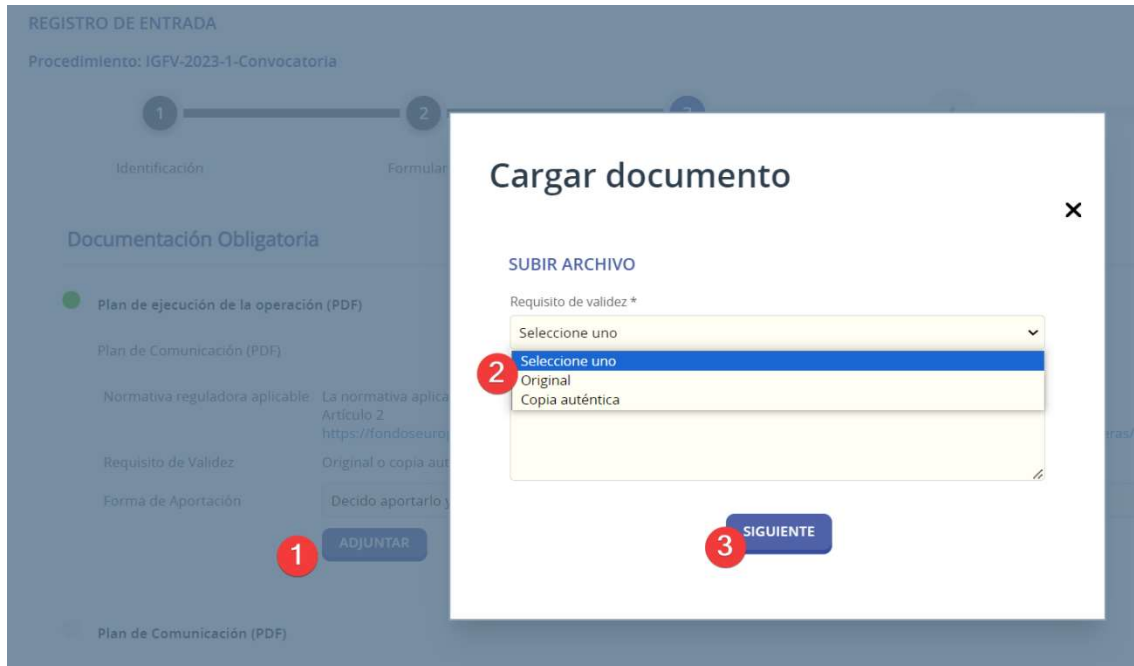 REGISTRO DE ENTRADA
Procedimiento: IGFV-2023-1-Convocatoria
1
2
3
Identificación
Formular
Documentación Obligatoria
Plan de ejecución de la operación (PDF)
Plan de Comunicación (PDF)
Normativa reguladora aplicable La normativa aplica
Artículo 2
https://fondoseurop
eras/
Requisito de Validez Original o copia aut
Forma de Aportación Decido aportarlo y
1 ADJUNTAR
Plan de Comunicación (PDF)
Cargar documento
×
SUBIR ARCHIVO
Requisito de validez *
Seleccione uno
Seleccione uno
2 Original
Copia auténtica
3 SIGUIENTE